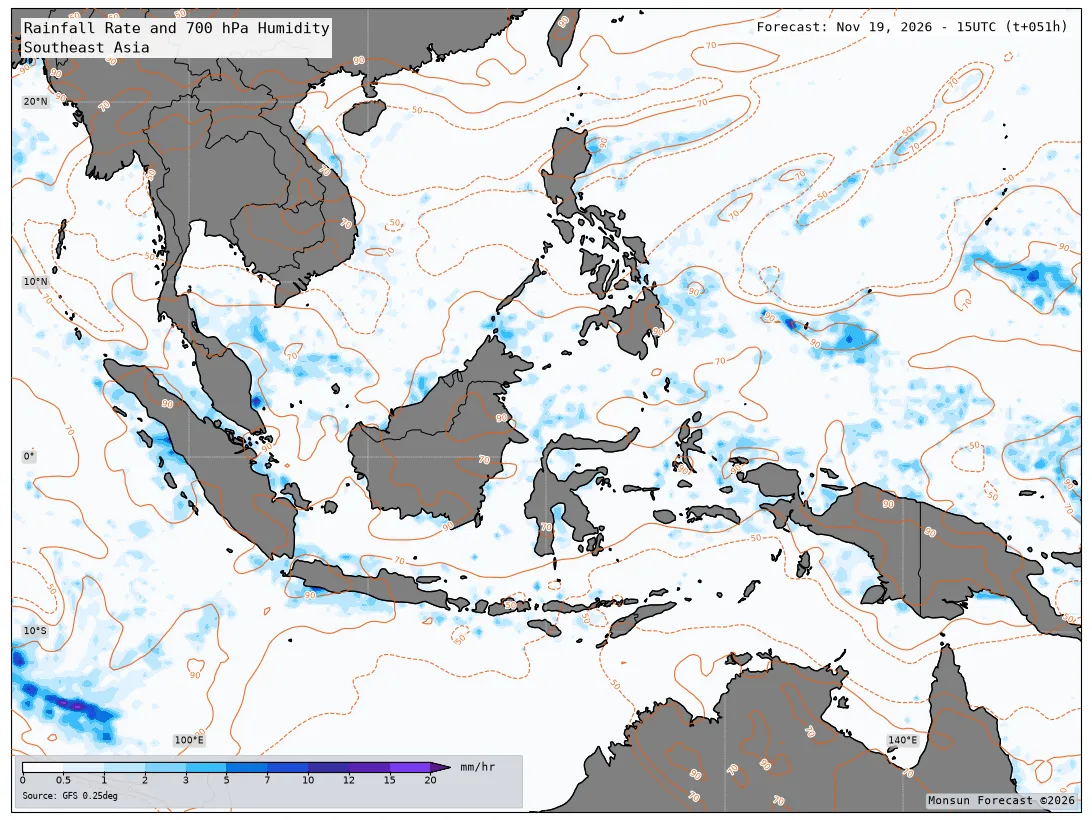 Rainfall Rate and 700 hPa Humidity
Southeast Asia
Forecast: Nov 19, 2026 - 15UTC (t+051h)
20°N
10°N
0°
10°S
100°E
140°E
0 0.5 1 2 3 5 7 10 12 15 20 mm/hr
Source: GFS 0.25deg
Monsun Forecast ©2026